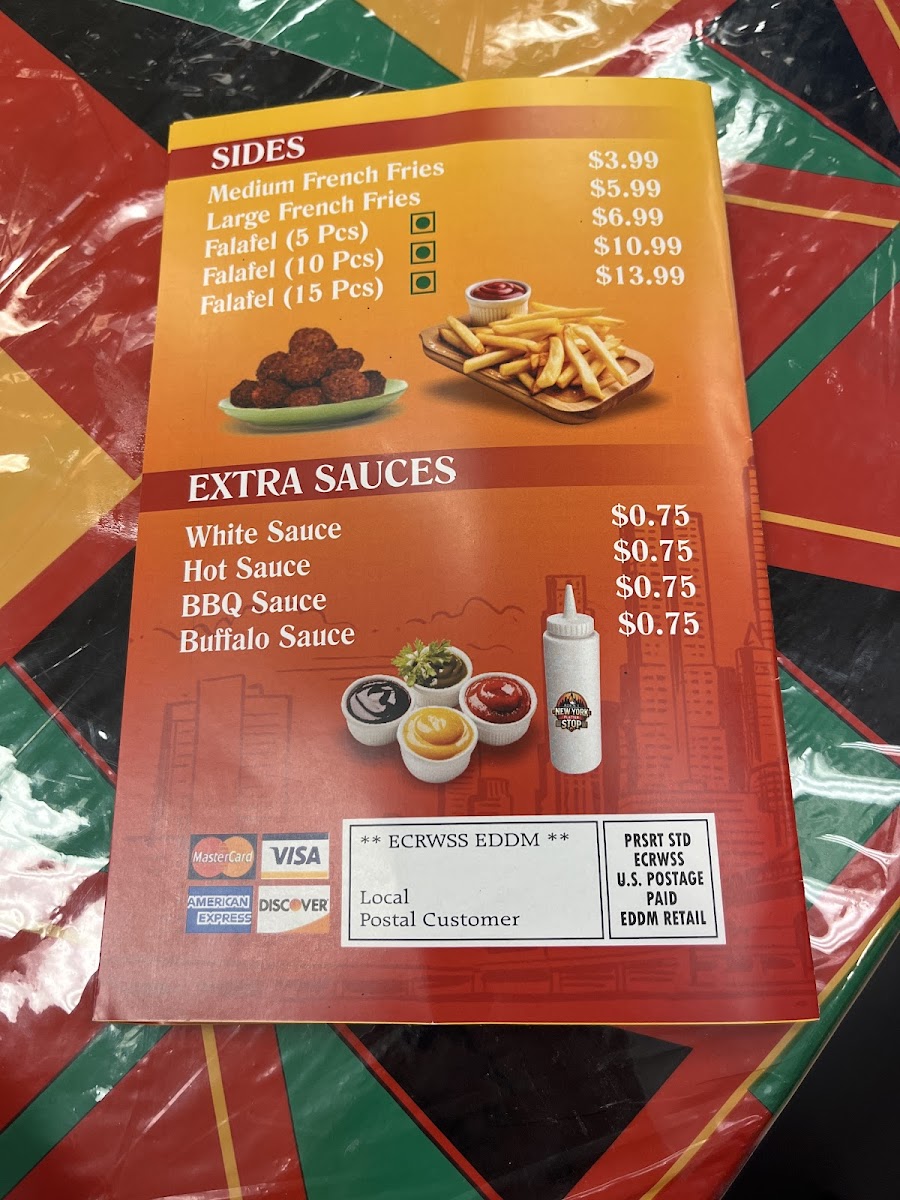 SIDES
Medium French Fries $3.99
Large French Fries $5.99
Falafel (5 Pcs) $6.99
Falafel (10 Pcs) $10.99
Falafel (15 Pcs) $13.99
EXTRA SAUCES
White Sauce $0.75
Hot Sauce $0.75
BBQ Sauce $0.75
Buffalo Sauce $0.75
NEW YORK
STOP
MasterCard VISA
AMERICAN EXPRESS DISCOVER
** ECRWSS EDDM **
Local
Postal Customer
PRSRT STD
ECRWSS
U.S. POSTAGE
PAID
EDDM RETAIL